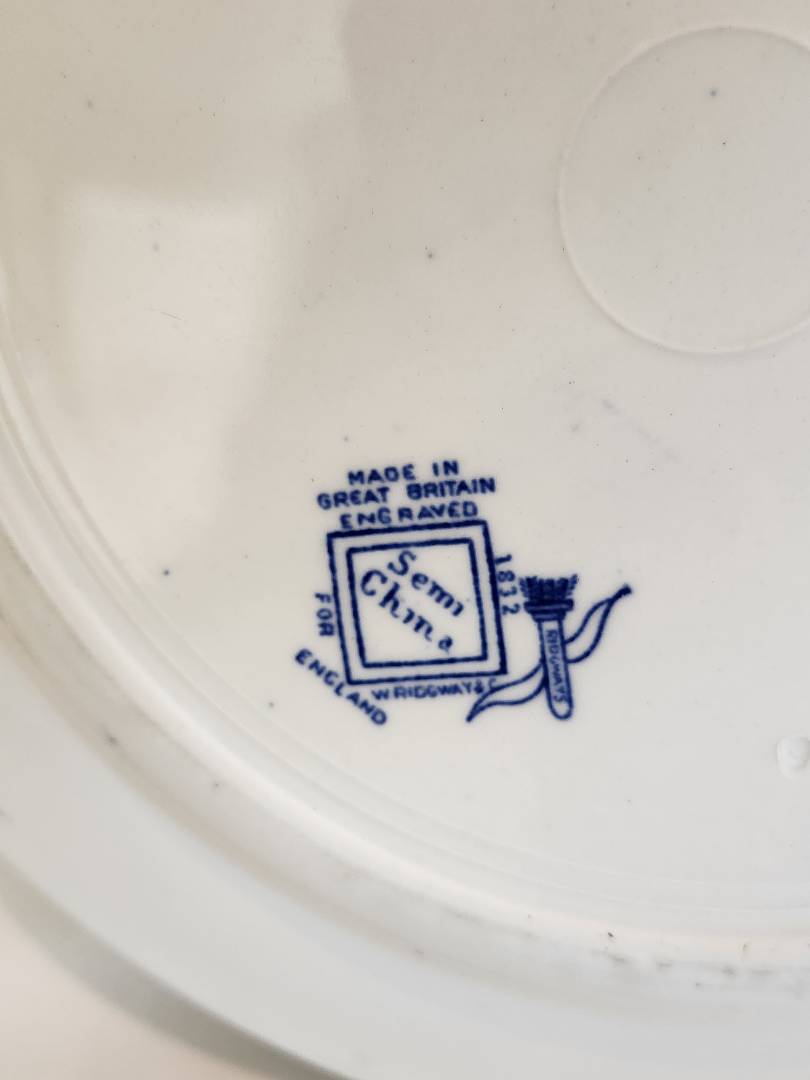 MADE IN
GREAT BRITAIN
ENGRAVED
Semi
China
1832
FOR
ENGLAND
W.RIDGWAY&C
RIDGWAYS